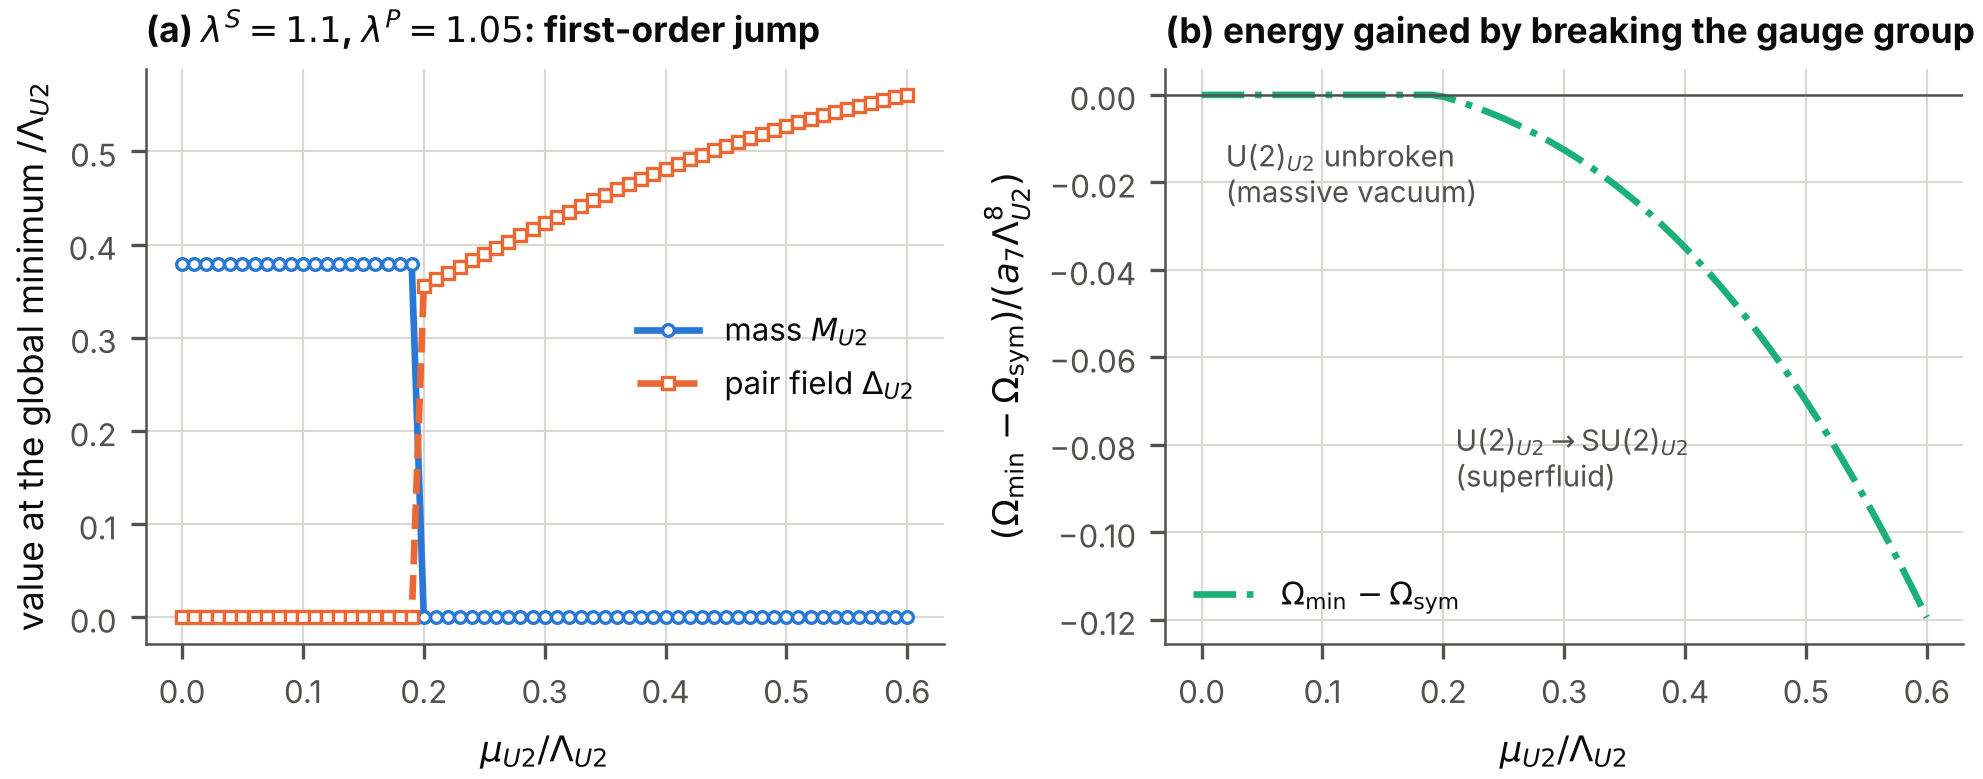 (a) λ^S = 1.1, λ^P = 1.05: first-order jump
value at the global minimum /Λ_U2
0.5
0.4
0.3
0.2
0.1
0.0
mass M_U2
pair field Δ_U2
0.0 0.1 0.2 0.3 0.4 0.5 0.6
μ_U2/Λ_U2
(b) energy gained by breaking the gauge group
(Ω_min − Ω_sym)/(a_7Λ^8_U2)
0.00
−0.02
−0.04
−0.06
−0.08
−0.10
−0.12
U(2)_U2 unbroken
(massive vacuum)
U(2)_U2 → SU(2)_U2
(superfluid)
Ω_min − Ω_sym
0.0 0.1 0.2 0.3 0.4 0.5 0.6
μ_U2/Λ_U2